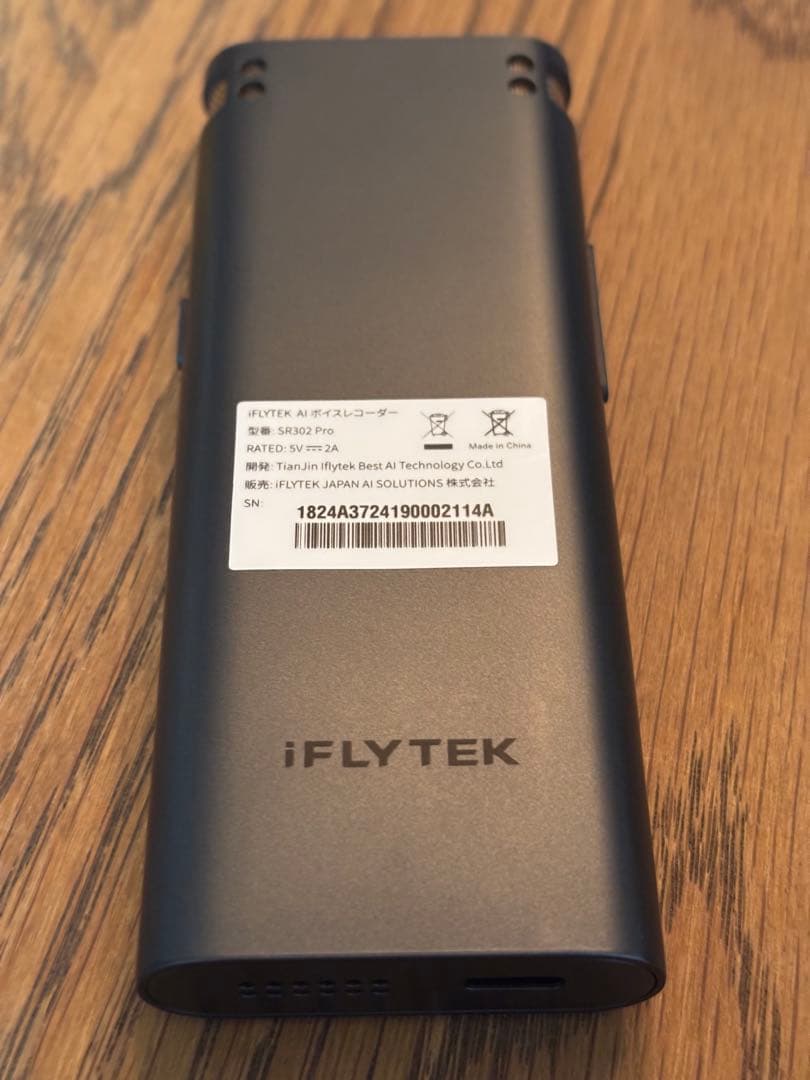 iFLYTEK AI ボイスレコーダー
型番: SR302 Pro
RATED: 5V⎓2A
Made in China
開発: TianJin Iflytek Best AI Technology Co.Ltd
販売: iFLYTEK JAPAN AI SOLUTIONS 株式会社
SN:
1824A3724190002114A
iFLYTEK